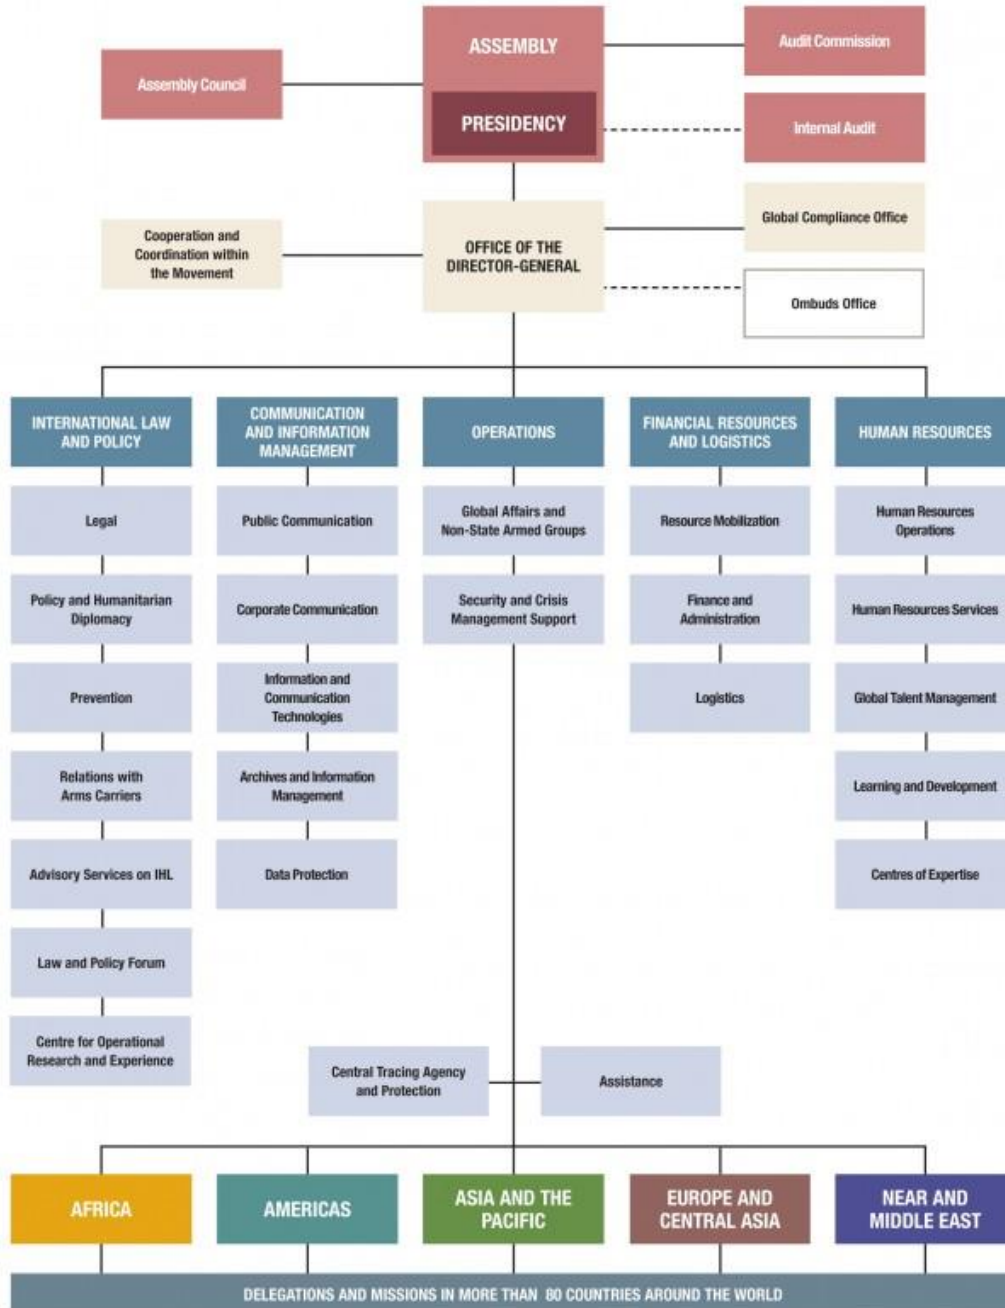 ASSEMBLY
Audit Commission
Assembly Council
PRESIDENCY
Internal Audit
Global Compliance Office
Cooperation and
Coordination within
the Movement
OFFICE OF THE
DIRECTOR-GENERAL
Ombuds Office
INTERNATIONAL LAW
AND POLICY
COMMUNICATION
AND INFORMATION
MANAGEMENT
OPERATIONS
FINANCIAL RESOURCES
AND LOGISTICS
HUMAN RESOURCES
Legal
Public Communication
Global Affairs and
Non-State Armed Groups
Resource Mobilization
Human Resources
Operations
Policy and Humanitarian
Diplomacy
Corporate Communication
Security and Crisis
Management Support
Finance and
Administration
Human Resources Services
Prevention
Information and
Communication
Technologies
Logistics
Global Talent Management
Relations with
Arms Carriers
Archives and Information
Management
Learning and Development
Advisory Services on IHL
Data Protection
Centres of Expertise
Law and Policy Forum
Centre for Operational
Research and Experience
Central Tracing Agency
and Protection
Assistance
AFRICA
AMERICAS
ASIA AND THE
PACIFIC
EUROPE AND
CENTRAL ASIA
NEAR AND
MIDDLE EAST
DELEGATIONS AND MISSIONS IN MORE THAN 80 COUNTRIES AROUND THE WORLD